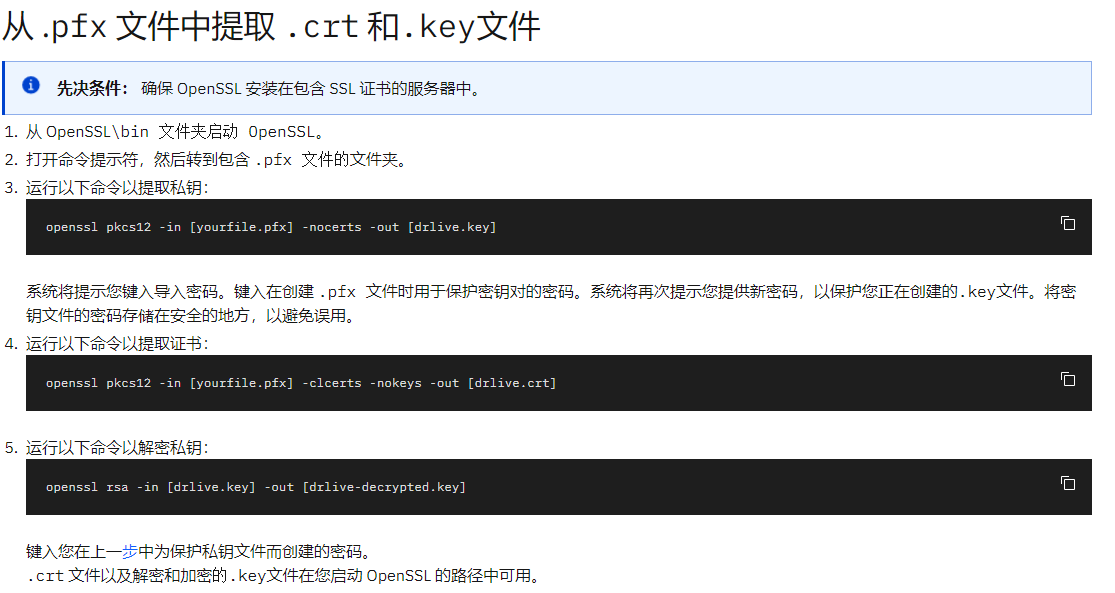 从 .pfx 文件中提取 .crt 和.key文件
先决条件： 确保 OpenSSL 安装在包含 SSL 证书的服务器中。
1. 从 OpenSSL\bin 文件夹启动 OpenSSL。
2. 打开命令提示符，然后转到包含 .pfx 文件的文件夹。
3. 运行以下命令以提取私钥：
openssl pkcs12 -in [yourfile.pfx] -nocerts -out [drlive.key]
系统将提示您键入导入密码。键入在创建 .pfx 文件时用于保护密钥对的密码。系统将再次提示您提供新密码，以保护您正在创建的.key文件。将密
钥文件的密码存储在安全的地方，以避免误用。
4. 运行以下命令以提取证书：
openssl pkcs12 -in [yourfile.pfx] -clcerts -nokeys -out [drlive.crt]
5. 运行以下命令以解密私钥：
openssl rsa -in [drlive.key] -out [drlive-decrypted.key]
键入您在上一步中为保护私钥文件而创建的密码。
.crt 文件以及解密和加密的.key文件在您启动 OpenSSL 的路径中可用。